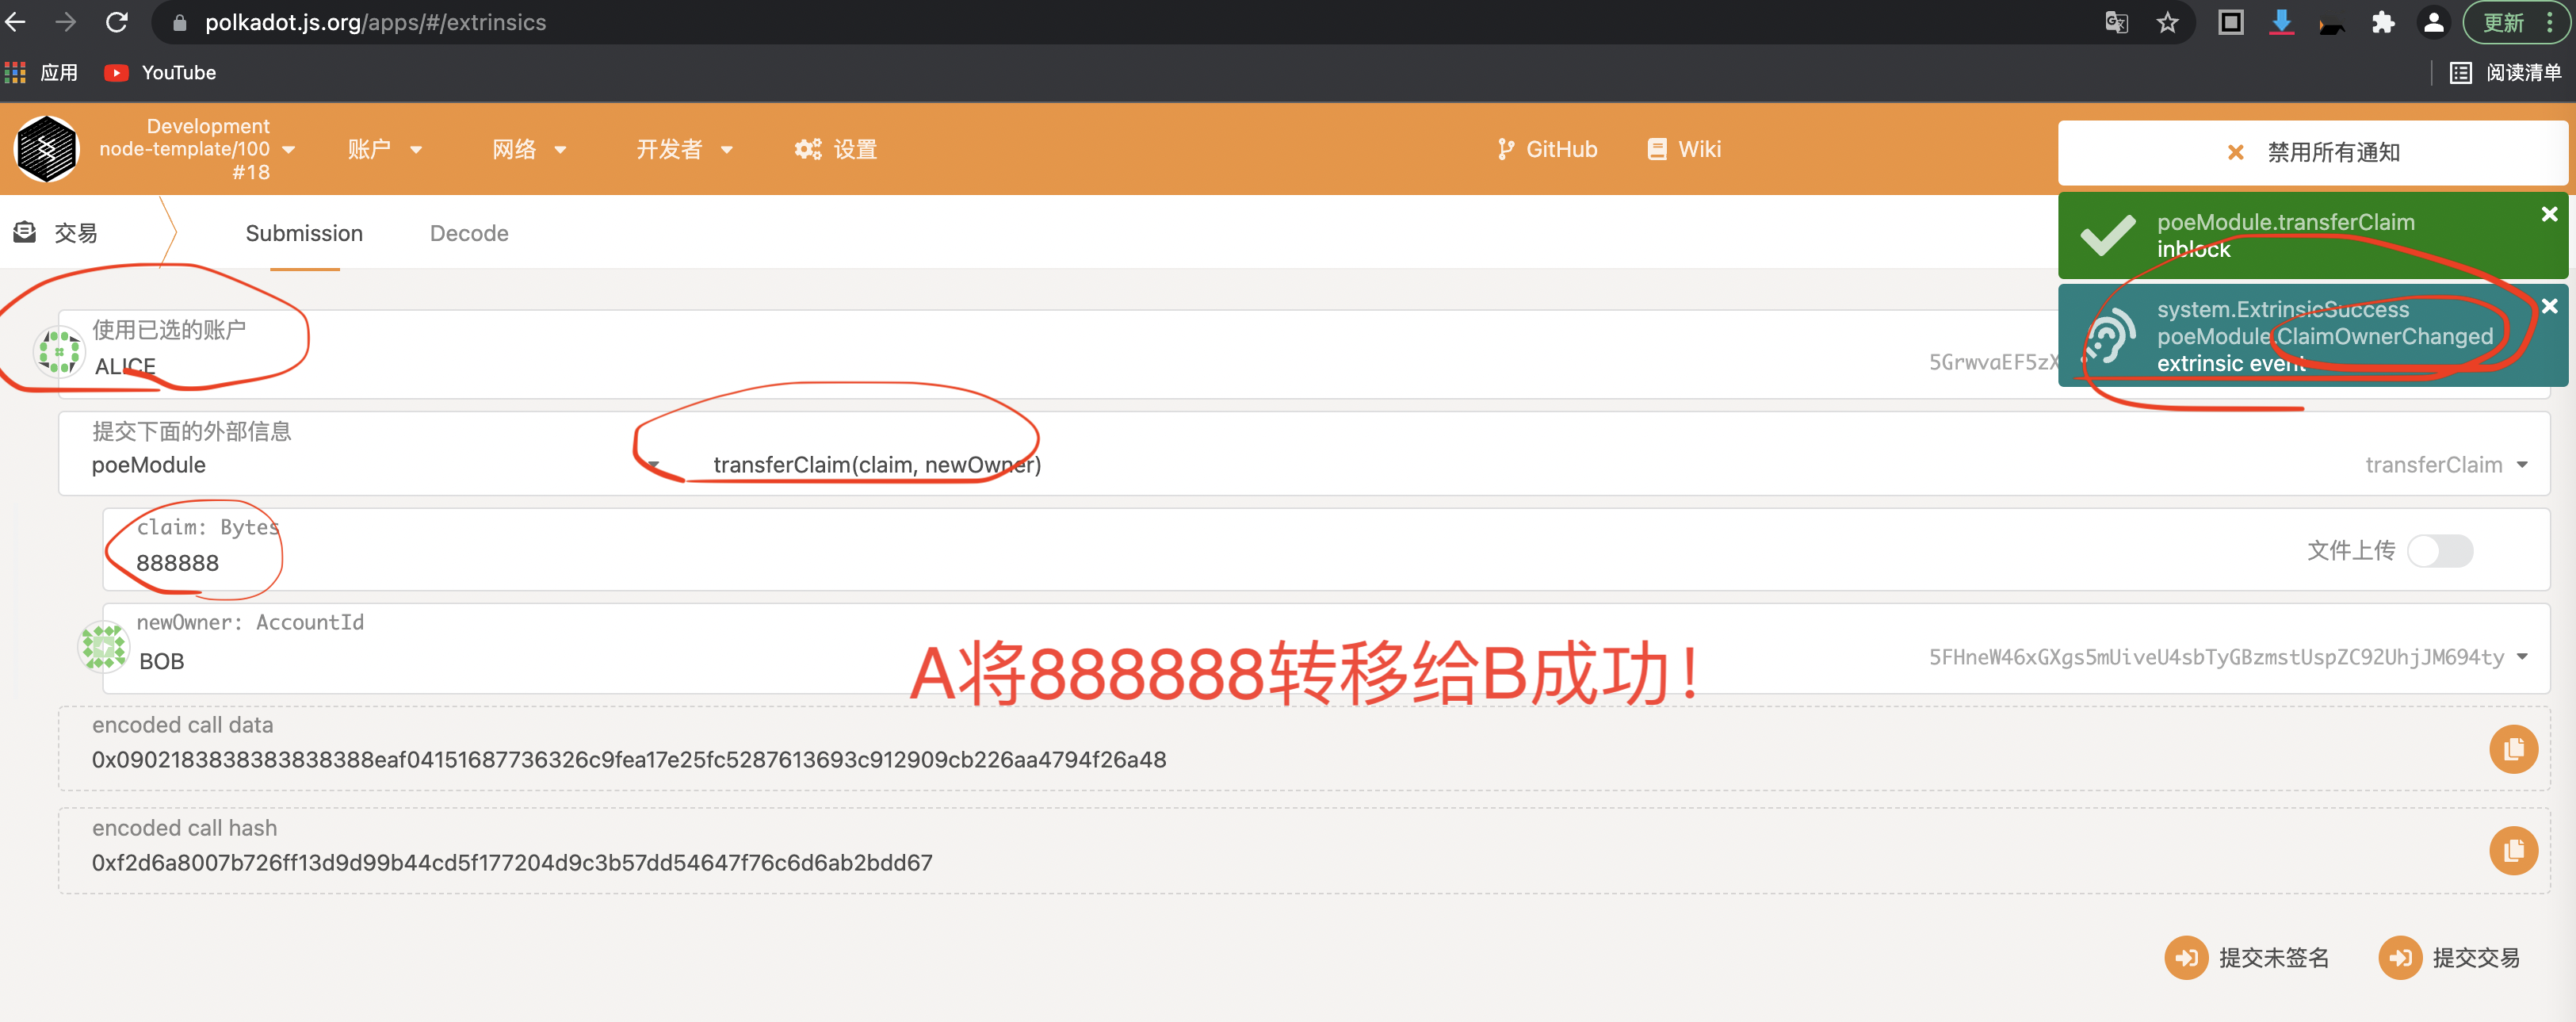 polkadot.js.org/apps/#/extrinsics
更新
应用
YouTube
阅读清单
Development
node-template/100
#18
账户
网络
开发者
设置
GitHub
Wiki
禁用所有通知
交易
Submission
Decode
poeModule.transferClaim
inblock
system.ExtrinsicSuccess
poeModule.ClaimOwnerChanged
extrinsic event
使用已选的账户
ALICE
5GrwvaEF5zX
提交下面的外部信息
poeModule
transferClaim(claim, newOwner)
transferClaim
claim: Bytes
888888
文件上传
newOwner: AccountId
BOB
5FHneW46xGXgs5mUiveU4sbTyGBzmstUspZC92UhjJM694ty
A将888888转移给B成功！
encoded call data
0x0902183838383838388eaf04151687736326c9fea17e25fc5287613693c912909cb226aa4794f26a48
encoded call hash
0xf2d6a8007b726ff13d9d99b44cd5f177204d9c3b57dd54647f76c6d6ab2bdd67
提交未签名
提交交易